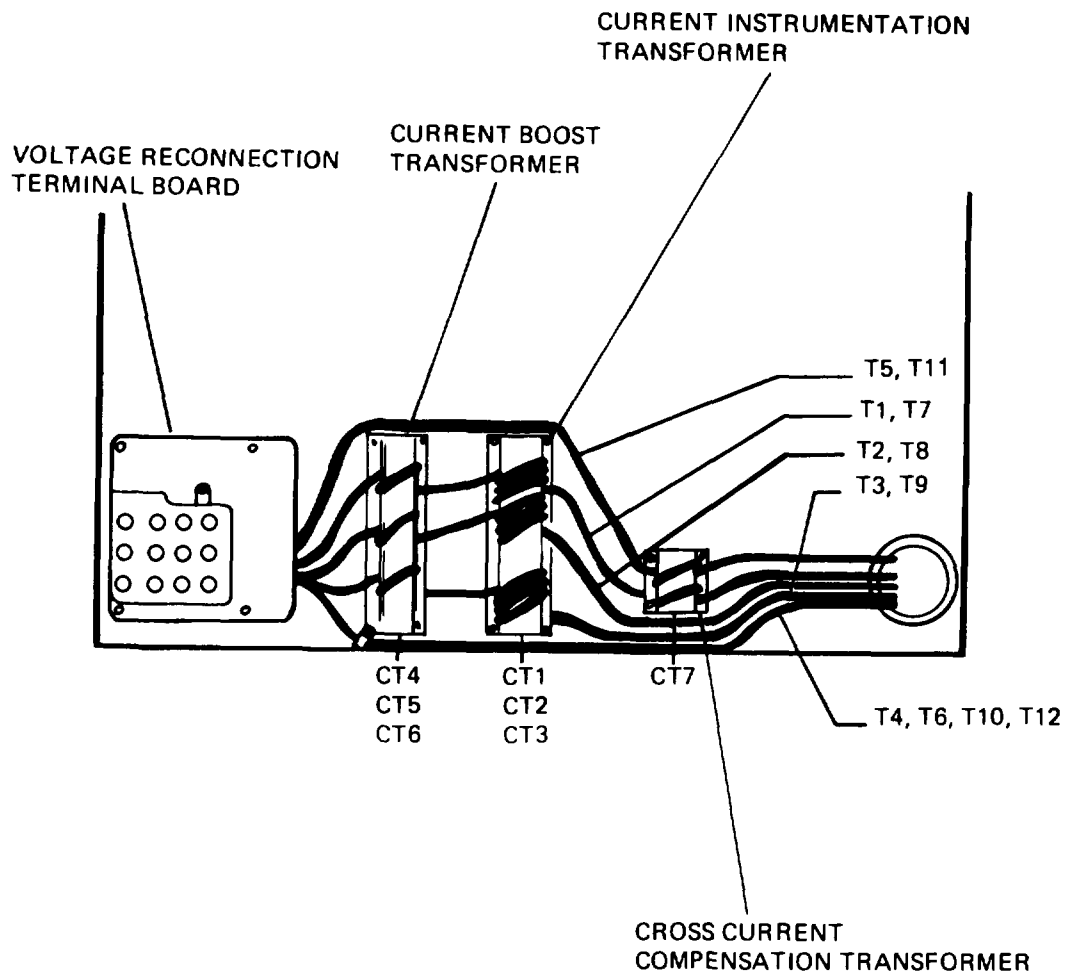 CURRENT INSTRUMENTATION
TRANSFORMER
CURRENT BOOST
TRANSFORMER
VOLTAGE RECONNECTION
TERMINAL BOARD
T5, T11
T1, T7
T2, T8
T3, T9
CT4
CT5
CT6
CT1
CT2
CT3
CT7
T4, T6, T10, T12
CROSS CURRENT
COMPENSATION TRANSFORMER